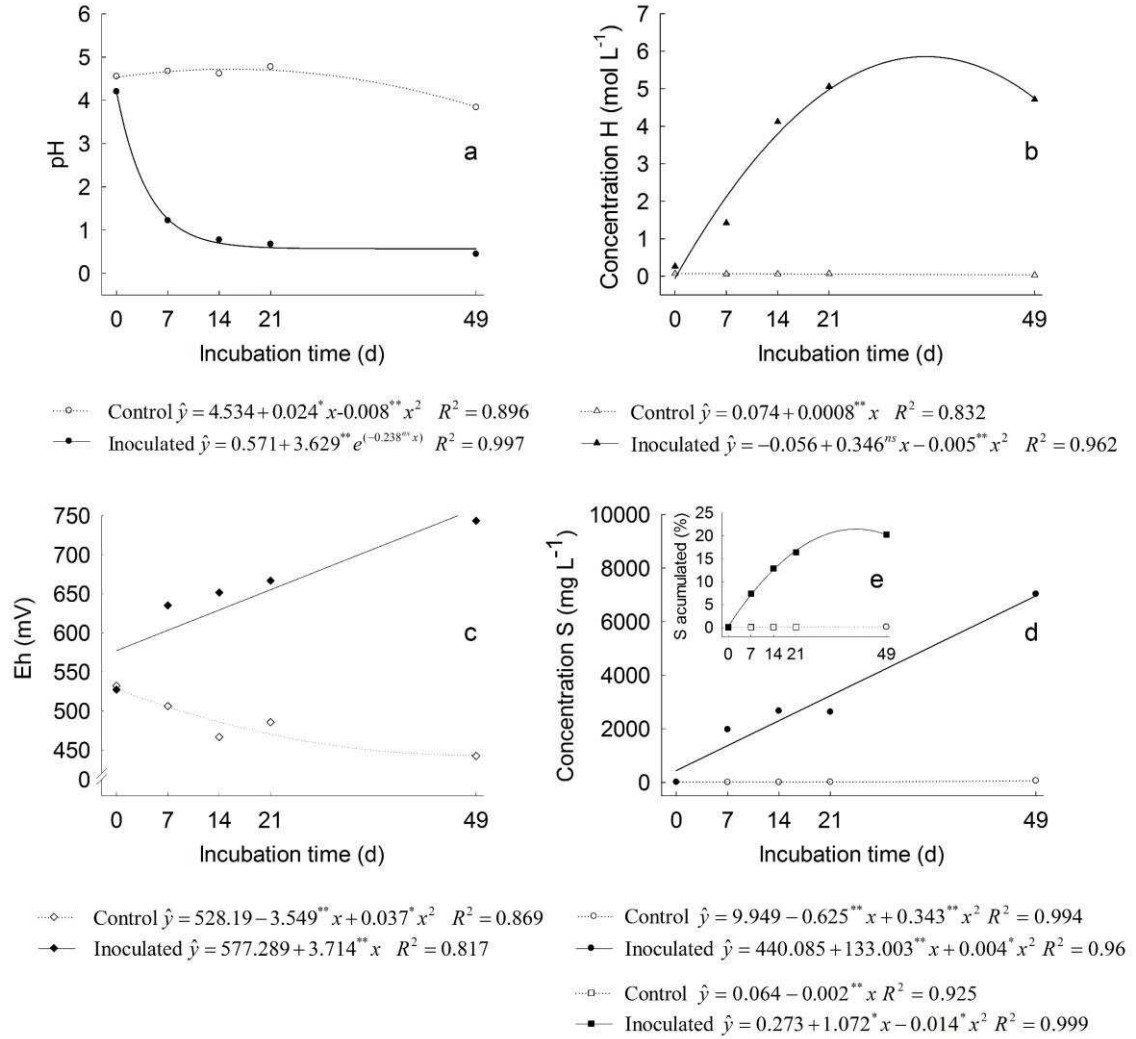 6
5
4
3
2
1
0
pH
a
0 7 14 21 49
Incubation time (d)
7
6
5
4
3
2
1
0
Concentration H (mol L⁻¹)
b
0 7 14 21 49
Incubation time (d)
Control ŷ = 4.534 + 0.024* x-0.008** x² R² = 0.896
Inoculated ŷ = 0.571 + 3.629** e^(−0.238^ns x) R² = 0.997
Control ŷ = 0.074 + 0.0008** x R² = 0.832
Inoculated ŷ = −0.056 + 0.346^ns x − 0.005** x² R² = 0.962
750
700
650
600
550
500
450
0
Eh (mV)
c
0 7 14 21 49
Incubation time (d)
10000
8000
6000
4000
2000
0
Concentration S (mg L⁻¹)
25
20
15
10
5
0
S acumulated (%)
e
0 7 14 21 49
d
0 7 14 21 49
Incubation time (d)
Control ŷ = 528.19 − 3.549** x + 0.037* x² R² = 0.869
Inoculated ŷ = 577.289 + 3.714** x R² = 0.817
Control ŷ = 9.949 − 0.625** x + 0.343** x² R² = 0.994
Inoculated ŷ = 440.085 + 133.003** x + 0.004* x² R² = 0.96
Control ŷ = 0.064 − 0.002** x R² = 0.925
Inoculated ŷ = 0.273 + 1.072* x − 0.014* x² R² = 0.999